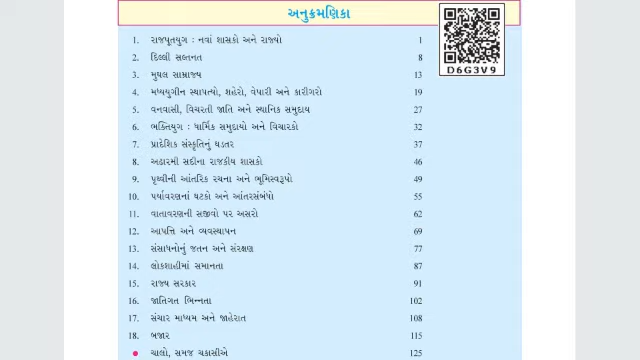 અનુક્રમણિકા
D6G3V9
1. રાજપૂતયુગ : નવાં શાસકો અને રાજ્યો 1
2. દિલ્લી સલ્તનત 8
3. મુઘલ સામ્રાજ્ય 13
4. મધ્યયુગીન સ્થાપત્યો, શહેરો, વેપારી અને કારીગરો 19
5. વનવાસી, વિચરતી જાતિ અને સ્થાનિક સમુદાય 27
6. ભક્તિયુગ : ધાર્મિક સમુદાયો અને વિચારકો 32
7. પ્રાદેશિક સંસ્કૃતિનું ઘડતર 37
8. અઢારમી સદીના રાજકીય શાસકો 46
9. પૃથ્વીની આંતરિક રચના અને ભૂમિસ્વરૂપો 49
10. પર્યાવરણનાં ઘટકો અને આંતરસંબંધો 55
11. વાતાવરણની સજીવો પર અસરો 62
12. આપત્તિ અને વ્યવસ્થાપન 69
13. સંસાધનોનું જતન અને સંરક્ષણ 77
14. લોકશાહીમાં સમાનતા 87
15. રાજ્ય સરકાર 91
16. જાતિગત ભિન્નતા 102
17. સંચાર માધ્યમ અને જાહેરાત 108
18. બજાર 115
● ચાલો, સમજ ચકાસીએ 125